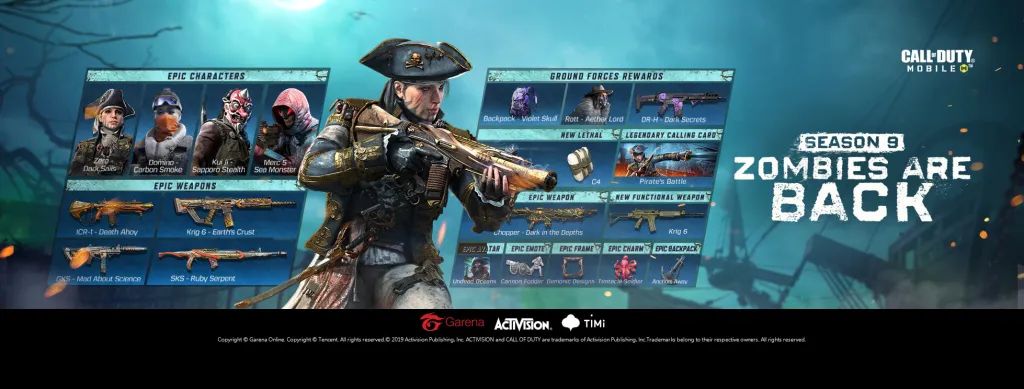 CALL OF DUTY®
MOBILE
SEASON 9
ZOMBIES ARE
BACK
EPIC CHARACTERS
Zero
Dark Sails
Domino -
Carbon Smoke
Kui Ji -
Sapporo Stealth
Merc 5
Sea Monster
EPIC WEAPONS
ICR-1 - Death Ahoy
Krig 6 - Earth's Crust
GKS - Mad About Science
SKS - Ruby Serpent
GROUND FORCES REWARDS
Backpack - Violet Skull
Rott - Aether Lord
DR-H - Dark Secrets
NEW LETHAL
C4
LEGENDARY CALLING CARD
Pirate's Battle
EPIC WEAPON
Chopper - Dark in the Depths
NEW FUNCTIONAL WEAPON
Krig 6
EPIC AVATAR
Undead Oceans
EPIC EMOTE
Cannon Fodder
EPIC FRAME
Demonic Designs
EPIC CHARM
Tentacle Soldier
EPIC BACKPACK
Anchors Away
Garena ACTIVISION. TiMi
Copyright © Garena Online. Copyright © Tencent. All rights reserved.© 2019 Activision Publishing, Inc. ACTIVISION and CALL OF DUTY are trademarks of Activision Publishing, Inc.Trademarks belong to their respective owners. All rights reserved.